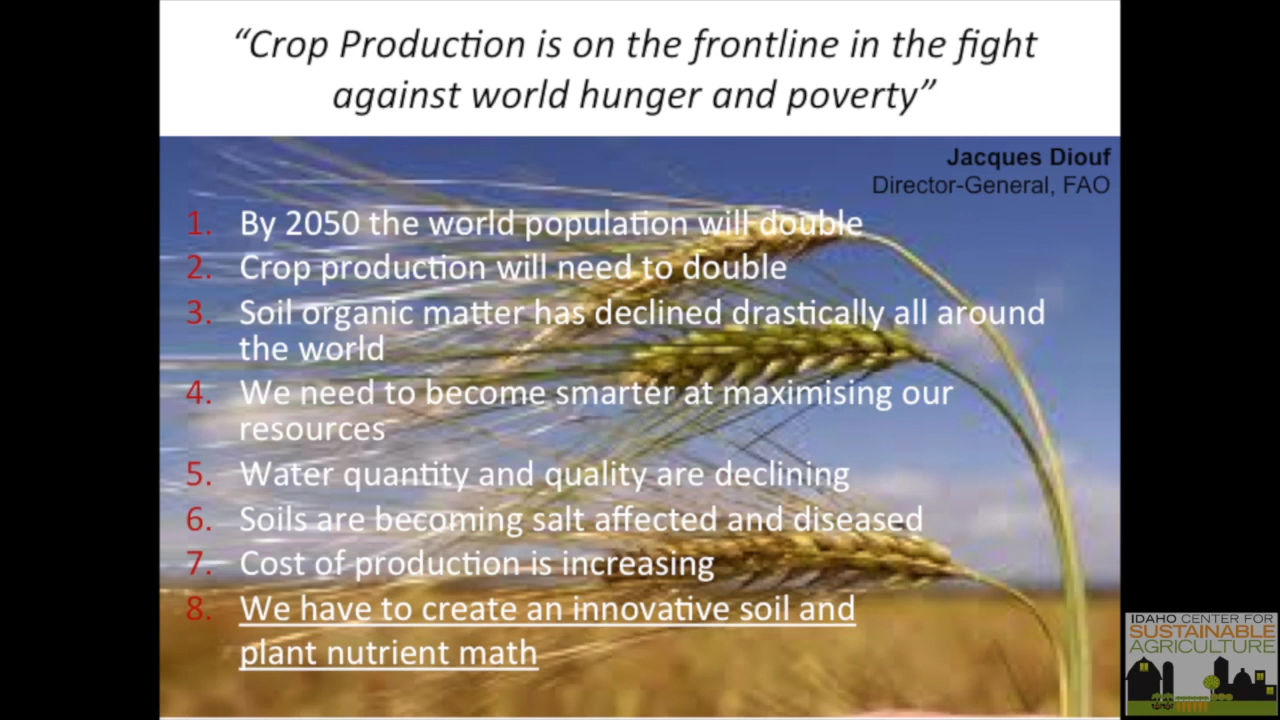 “Crop Production is on the frontline in the fight
against world hunger and poverty”
Jacques Diouf
Director-General, FAO
1. By 2050 the world population will double
2. Crop production will need to double
3. Soil organic matter has declined drastically all around
the world
4. We need to become smarter at maximising our
resources
5. Water quantity and quality are declining
6. Soils are becoming salt affected and diseased
7. Cost of production is increasing
8. We have to create an innovative soil and
plant nutrient math
IDAHO CENTER FOR
SUSTAINABLE
AGRICULTURE